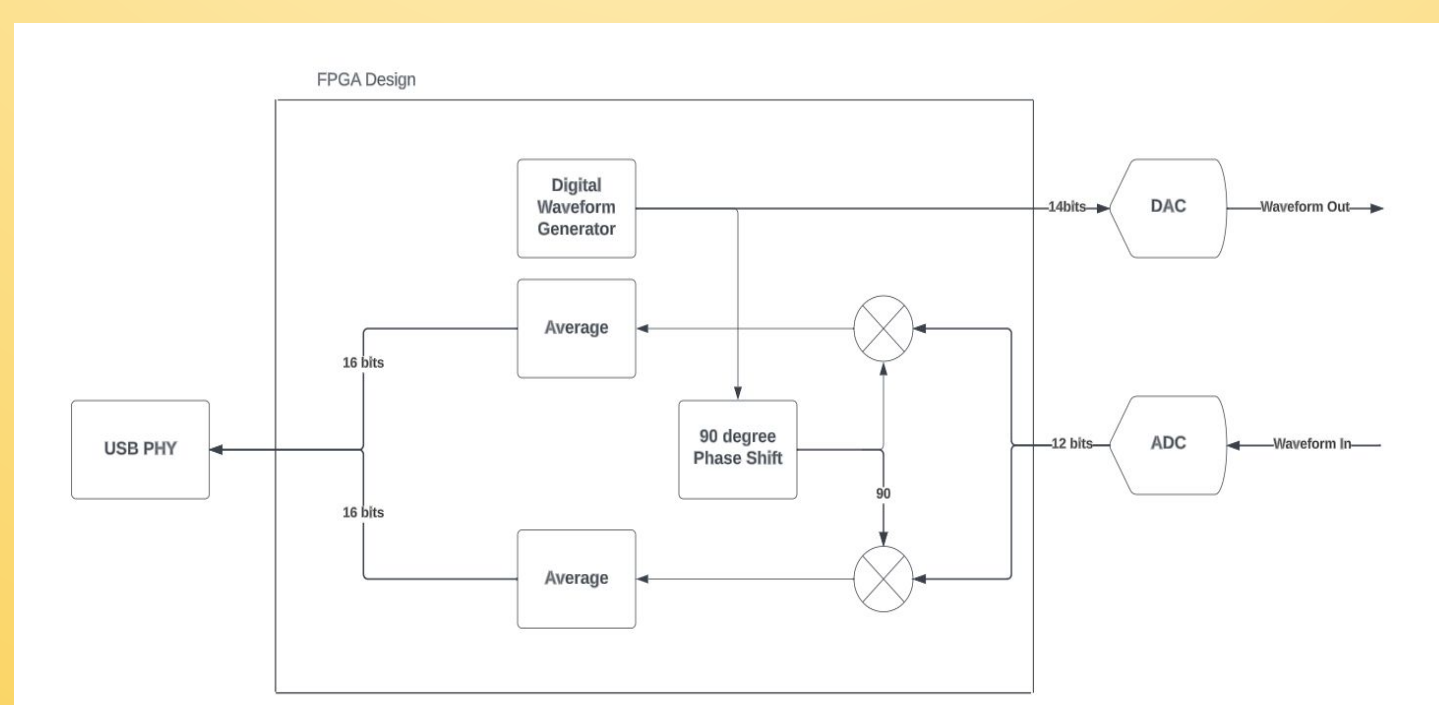 FPGA Design
Digital
Waveform
Generator
14bits
DAC
Waveform Out
Average
16 bits
USB PHY
90 degree
Phase Shift
90
12 bits
ADC
Waveform In
16 bits
Average